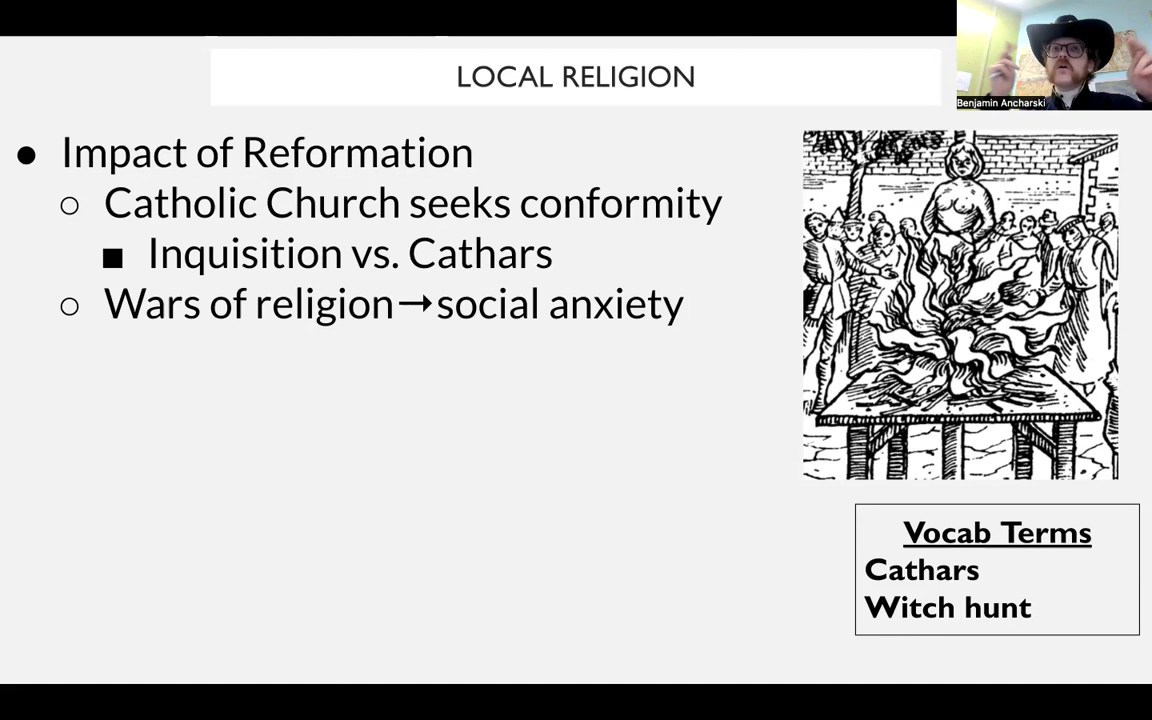 LOCAL RELIGION
Benjamin Ancharski
● Impact of Reformation
○ Catholic Church seeks conformity
■ Inquisition vs. Cathars
○ Wars of religion→social anxiety
Vocab Terms
Cathars
Witch hunt